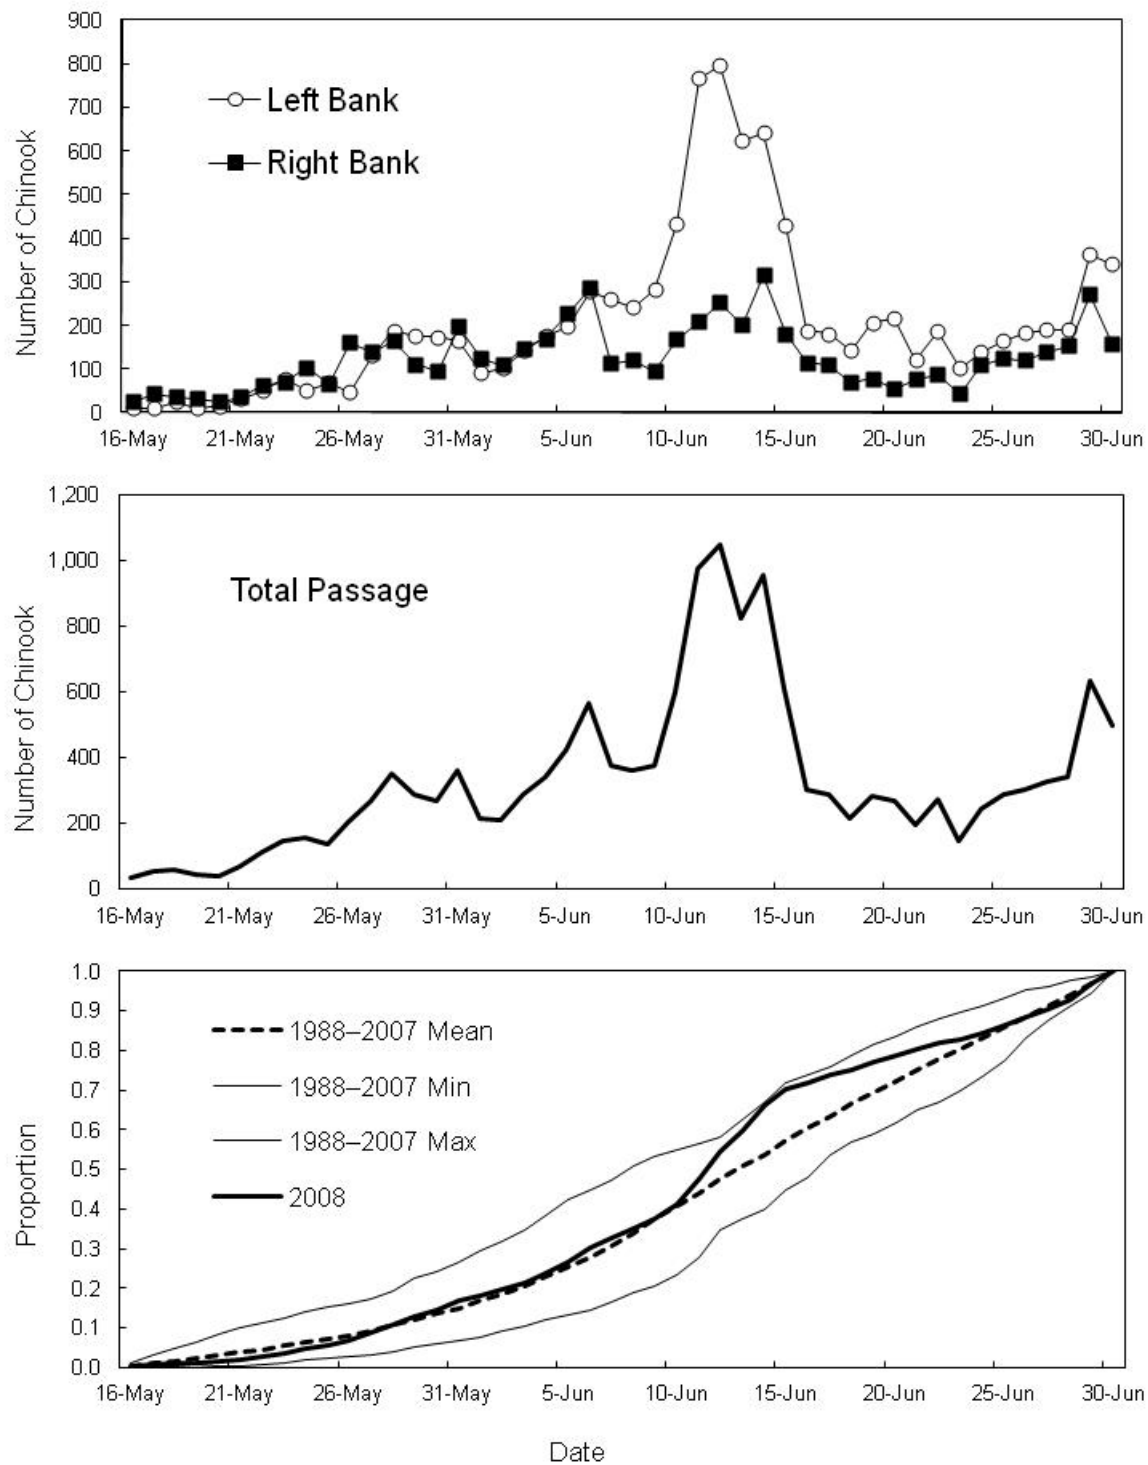 900
800
700
600
500
400
300
200
100
0
Number of Chinook
Left Bank
Right Bank
16-May 21-May 26-May 31-May 5-Jun 10-Jun 15-Jun 20-Jun 25-Jun 30-Jun
1,200
1,000
800
600
400
200
0
Number of Chinook
Total Passage
16-May 21-May 26-May 31-May 5-Jun 10-Jun 15-Jun 20-Jun 25-Jun 30-Jun
1.0
0.9
0.8
0.7
0.6
0.5
0.4
0.3
0.2
0.1
0.0
Proportion
1988–2007 Mean
1988–2007 Min
1988–2007 Max
2008
16-May 21-May 26-May 31-May 5-Jun 10-Jun 15-Jun 20-Jun 25-Jun 30-Jun
Date